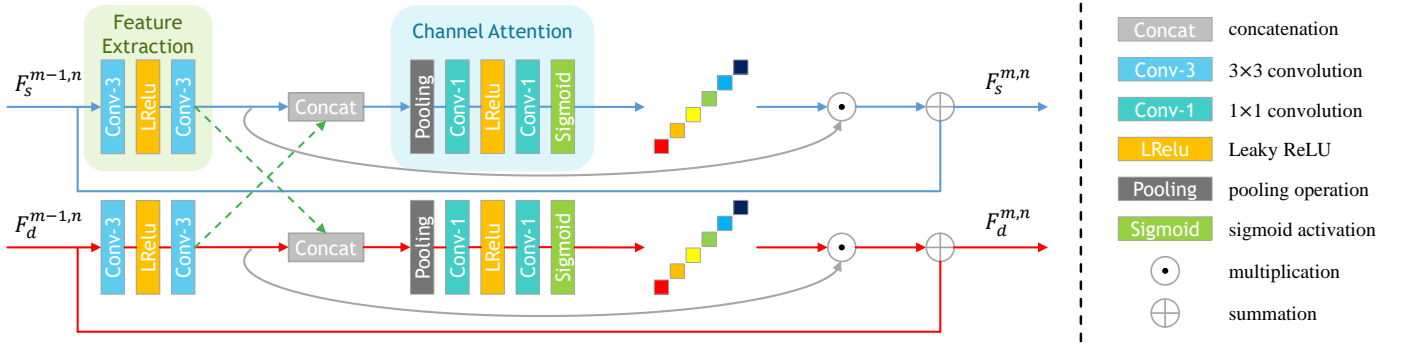 Feature
Extraction
Channel Attention
$F_s^{m-1,n}$
Conv-3
LRelu
Conv-3
Concat
Pooling
Conv-1
LRelu
Conv-1
Sigmoid
$F_s^{m,n}$
$F_d^{m-1,n}$
Conv-3
LRelu
Conv-3
Concat
Pooling
Conv-1
LRelu
Conv-1
Sigmoid
$F_d^{m,n}$
Concat concatenation
Conv-3 3×3 convolution
Conv-1 1×1 convolution
LRelu Leaky ReLU
Pooling pooling operation
Sigmoid sigmoid activation
multiplication
summation